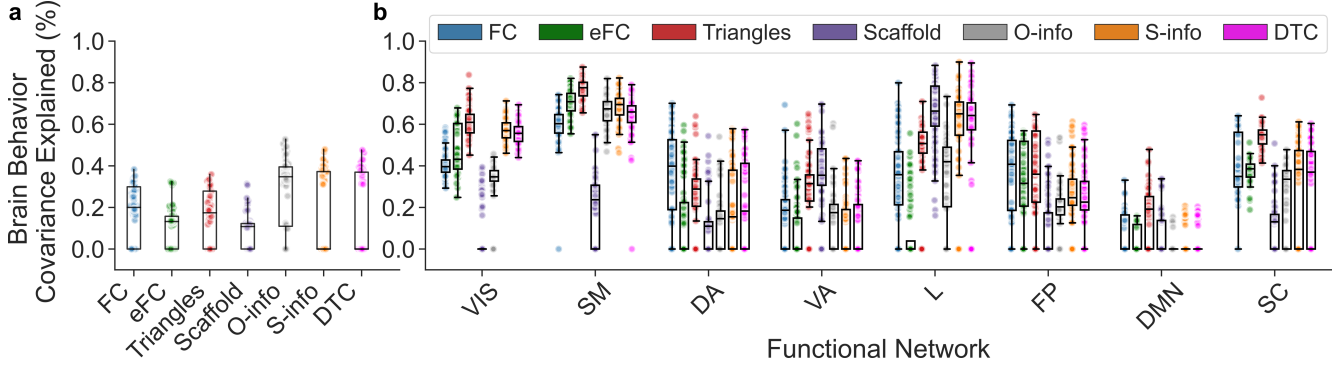 a
b
Brain Behavior
Covariance Explained (%)
1.0
0.8
0.6
0.4
0.2
0.0
FC
eFC
Triangles
Scaffold
O-info
S-info
DTC
FC eFC Triangles Scaffold O-info S-info DTC
1.0
0.8
0.6
0.4
0.2
0.0
VIS
SM
DA
VA
L
FP
DMN
SC
Functional Network